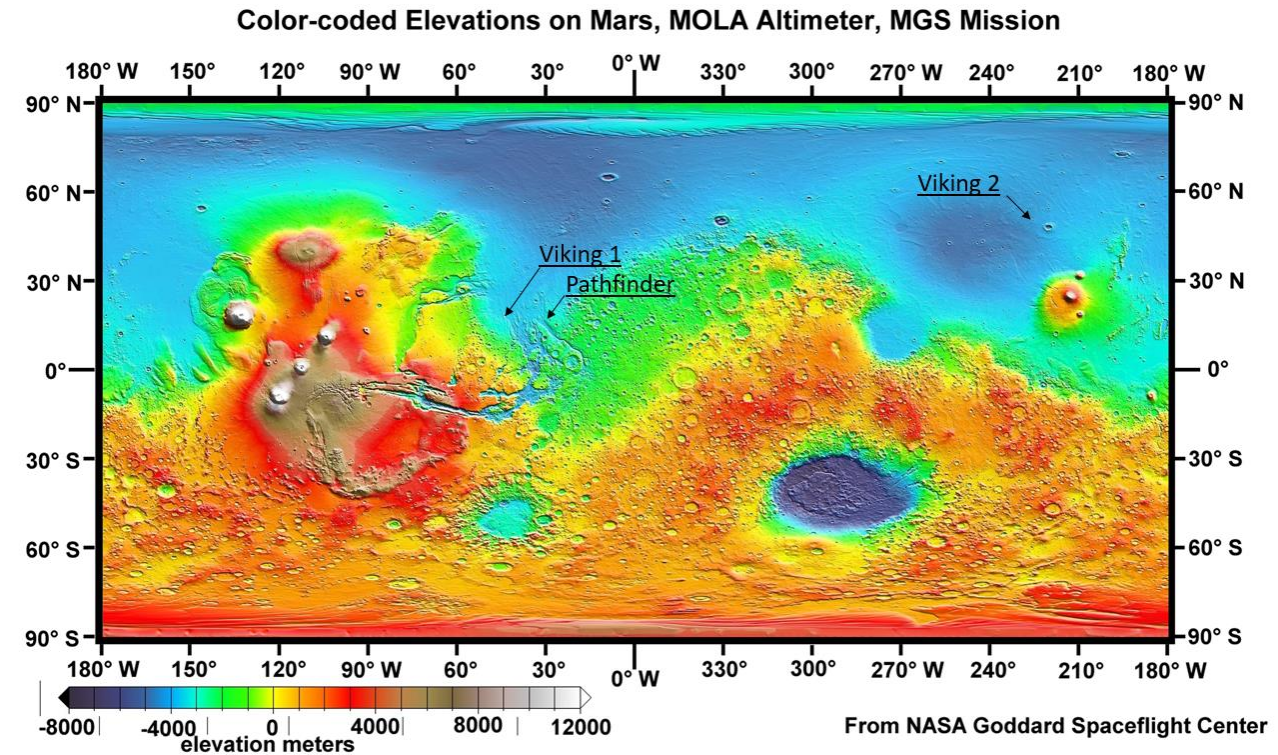 Color-coded Elevations on Mars, MOLA Altimeter, MGS Mission
180° W 150° 120° 90° W 60° 30° 0° W 330° 300° 270° W 240° 210° 180° W
90° N 90° N
60° N Viking 2 60° N
Viking 1
30° N Pathfinder 30° N
0° 0°
30° S 30° S
60° S 60° S
90° S 90° S
180° W 150° 120° 90° W 60° 30° 0° W 330° 300° 270° W 240° 210° 180° W
-8000 -4000 0 4000 8000 12000
elevation meters
From NASA Goddard Spaceflight Center